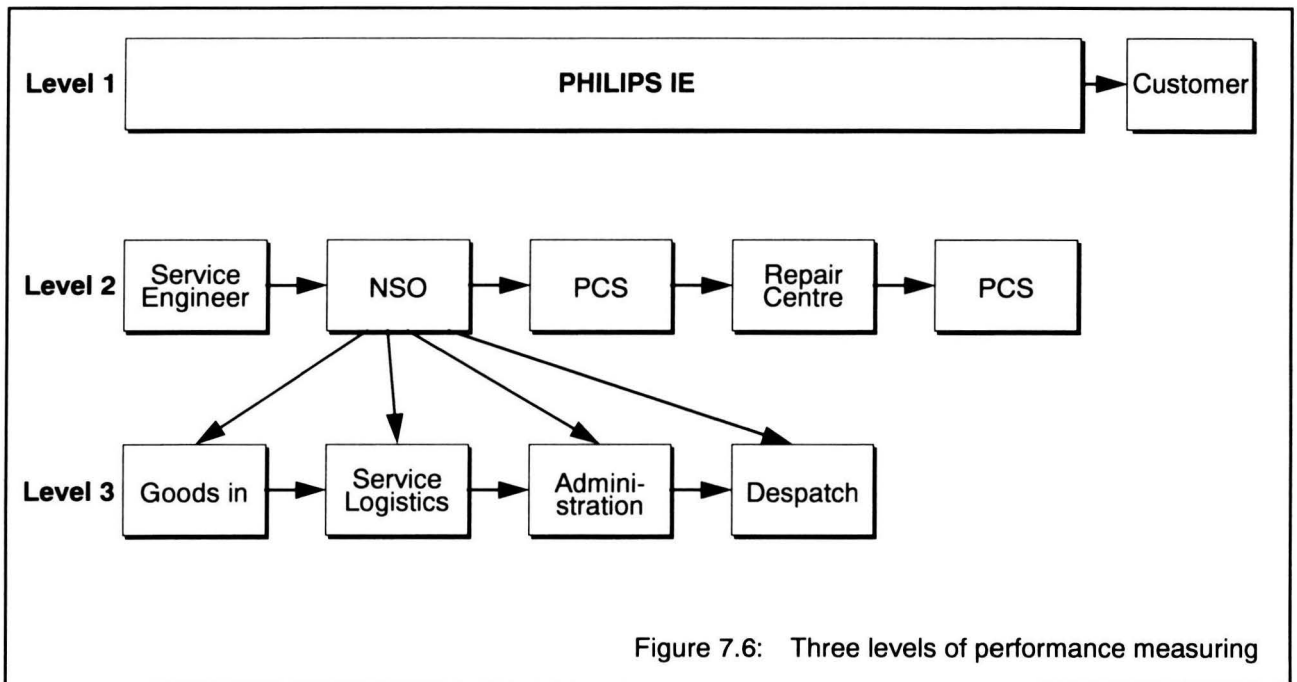 Level 1
PHILIPS IE
Customer
Level 2
Service
Engineer
NSO
PCS
Repair
Centre
PCS
Level 3
Goods in
Service
Logistics
Admini-
stration
Despatch
Figure 7.6: Three levels of performance measuring